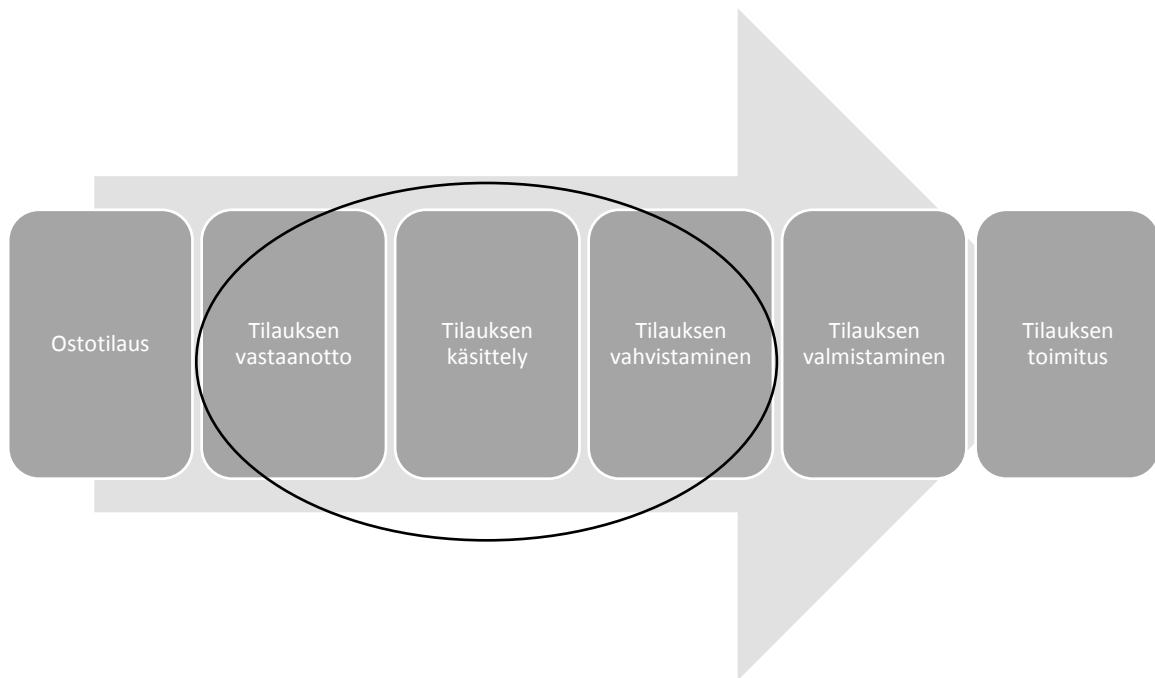 Ostotilaus
Tilauksen
vastaanotto
Tilauksen
käsittely
Tilauksen
vahvistaminen
Tilauksen
valmistaminen
Tilauksen
toimitus